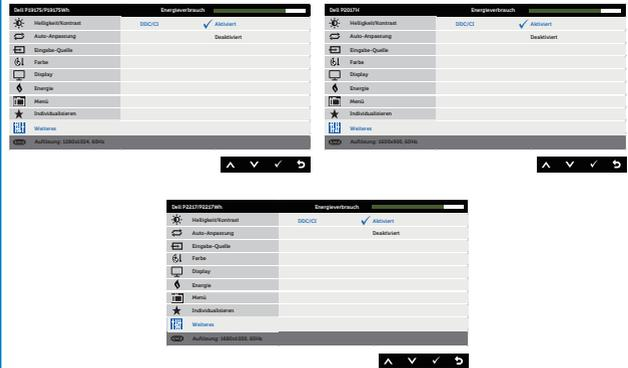 Dell P1917S/P1917SWh Energieverbrauch
Helligkeit/Kontrast DDC/CI Aktiviert
Auto-Anpassung Deaktiviert
Eingabe-Quelle
Farbe
Display
Energie
Menü
Individualisieren
Weiteres
Auflösung: 1280x1024, 60Hz
Dell P2017H Energieverbrauch
Helligkeit/Kontrast DDC/CI Aktiviert
Auto-Anpassung Deaktiviert
Eingabe-Quelle
Farbe
Display
Energie
Menü
Individualisieren
Weiteres
Auflösung: 1600x900, 60Hz
Dell P2217/P2217Wh Energieverbrauch
Helligkeit/Kontrast DDC/CI Aktiviert
Auto-Anpassung Deaktiviert
Eingabe-Quelle
Farbe
Display
Energie
Menü
Individualisieren
Weiteres
Auflösung: 1680x1050, 60Hz